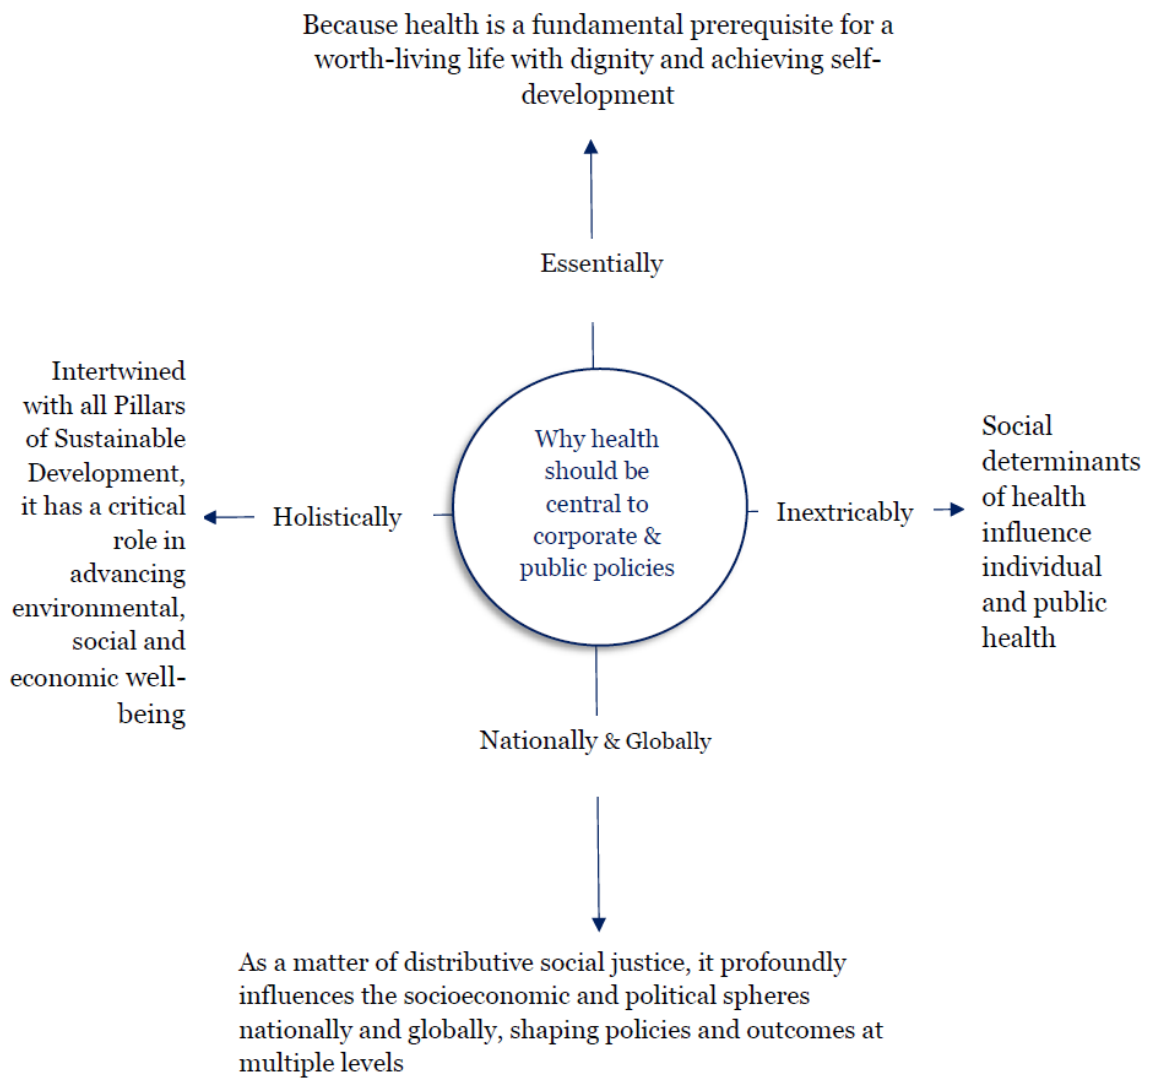 Because health is a fundamental prerequisite for a
worth-living life with dignity and achieving self-
development
Essentially
Intertwined
with all Pillars
of Sustainable
Development,
it has a critical
role in
advancing
environmental,
social and
economic well-
being
Holistically
Why health
should be
central to
corporate &
public policies
Inextricably
Social
determinants
of health
influence
individual
and public
health
Nationally & Globally
As a matter of distributive social justice, it profoundly
influences the socioeconomic and political spheres
nationally and globally, shaping policies and outcomes at
multiple levels